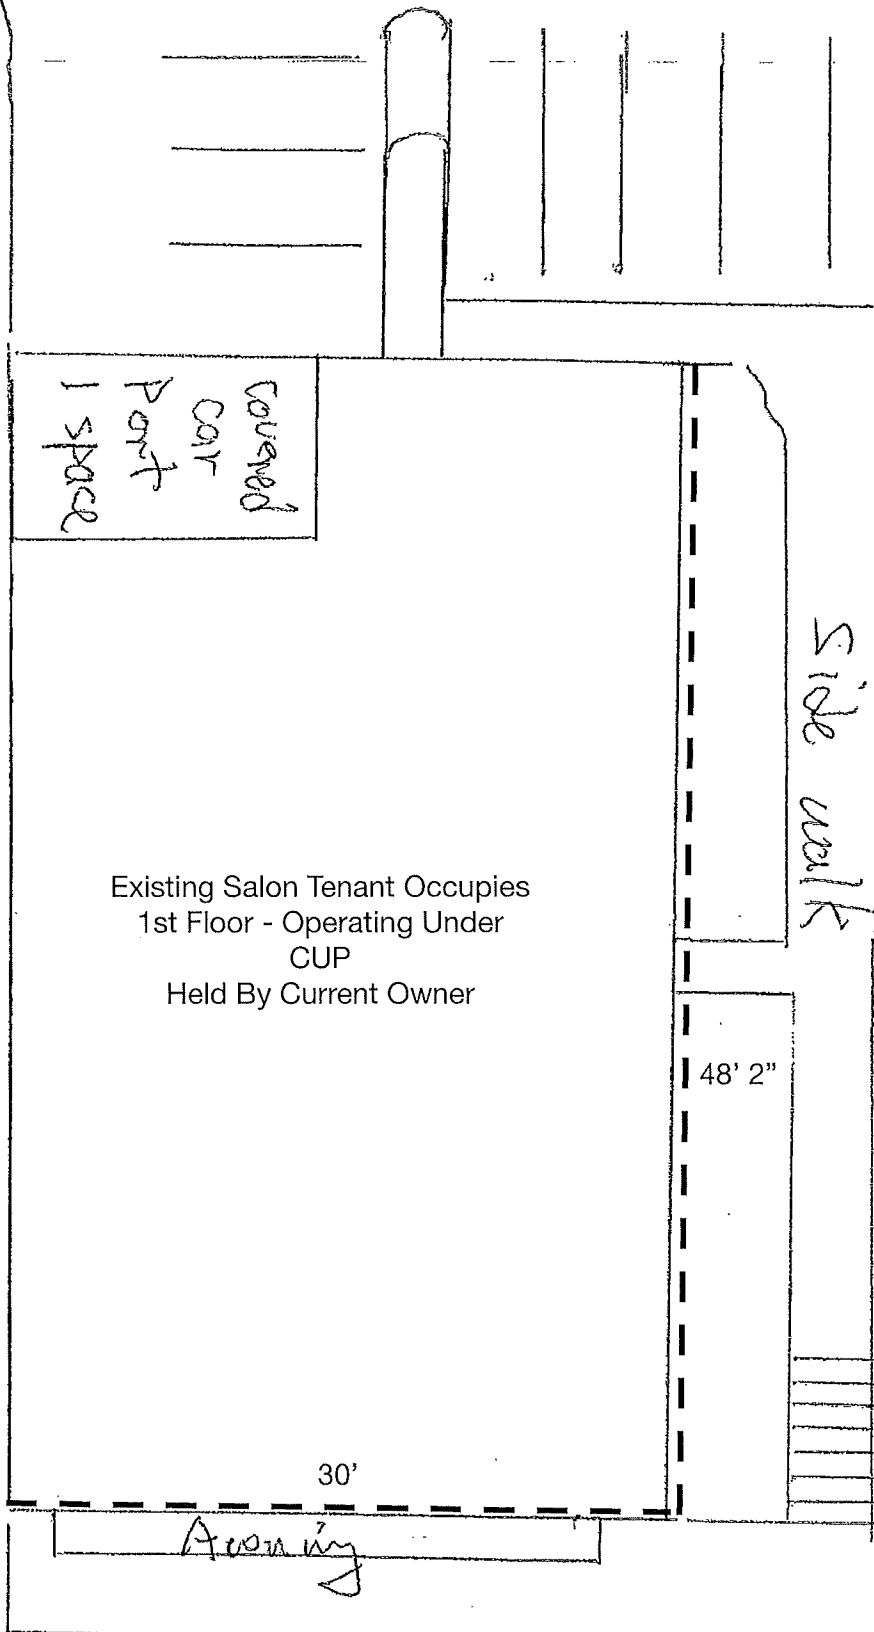 covered
car
port
1 space
Side walk
Existing Salon Tenant Occupies
1st Floor - Operating Under
CUP
Held By Current Owner
48' 2”
30'
Awning